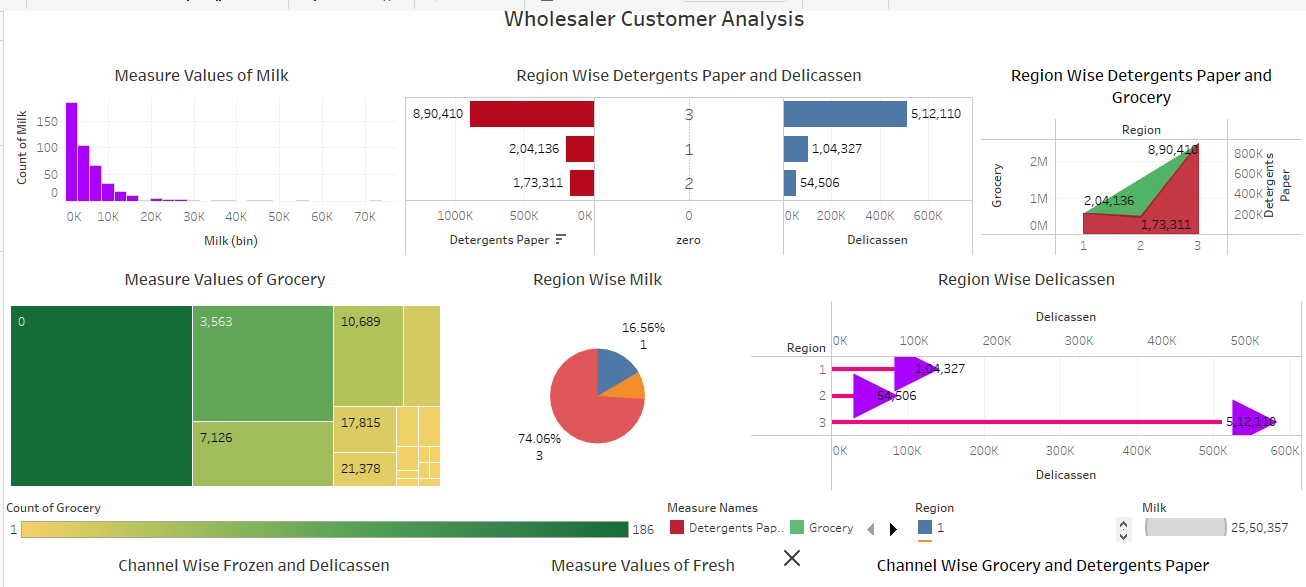 Wholesaler Customer Analysis
Measure Values of Milk
Count of Milk
150
100
50
0
0K 10K 20K 30K 40K 50K 60K 70K
Milk (bin)
Region Wise Detergents Paper and Delicassen
8,90,410 3 5,12,110
2,04,136 1 1,04,327
1,73,311 2 54,506
1000K 500K 0K 0 0K 200K 400K 600K
Detergents Paper zero Delicassen
Region Wise Detergents Paper and
Grocery
Region
Grocery
2M
1M
0M
8,90,410
2,04,136
1,73,311
800K
600K
400K
200K
Detergents
Paper
1 2 3
Measure Values of Grocery
0 3,563 10,689
7,126 17,815
21,378
Region Wise Milk
16.56%
1
74.06%
3
Region Wise Delicassen
Delicassen
Region 0K 100K 200K 300K 400K 500K
1 1,04,327
2 54,506
3 5,12,110
0K 100K 200K 300K 400K 500K 600K
Delicassen
Count of Grocery
1 186
Measure Names
Detergents Pap.. Grocery
Region
1
Milk
25,50,357
Channel Wise Frozen and Delicassen
Measure Values of Fresh
Channel Wise Grocery and Detergents Paper